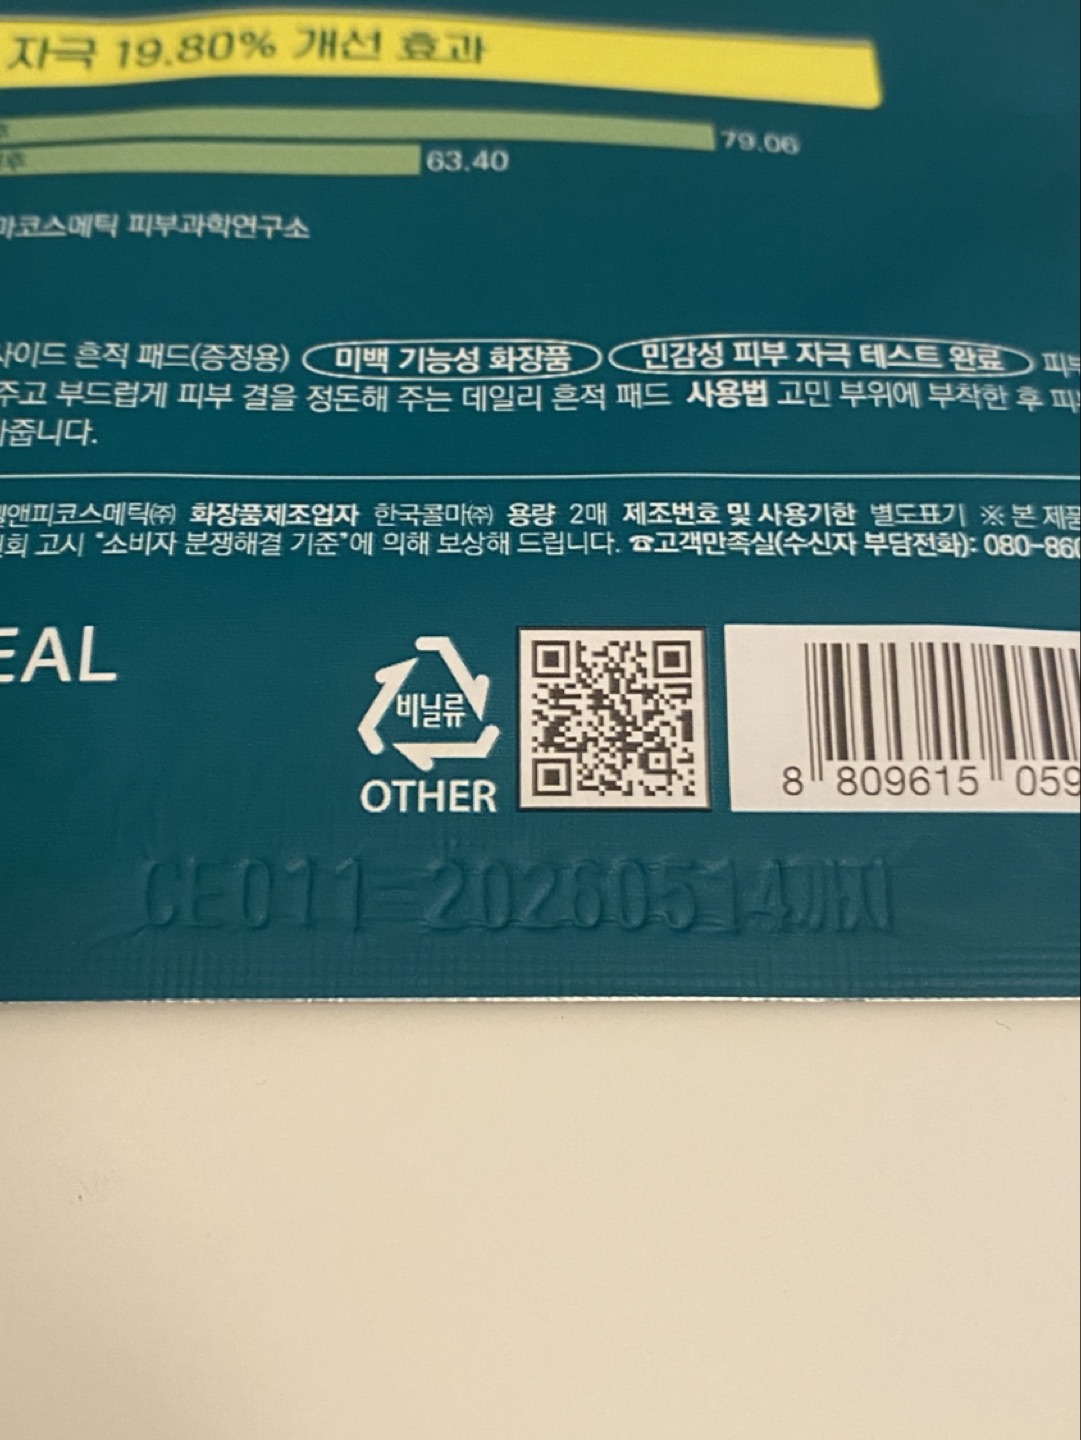 자극 19.80% 개선 효과
79.06
63.40
마코스메틱 피부과학연구소
사이드 흔적 패드(증정용) 미백 기능성 화장품 민감성 피부 자극 테스트 완료 피부
주고 부드럽게 피부 결을 정돈해 주는 데일리 흔적 패드 사용법 고민 부위에 부착한 후 피
줍니다.
앤피코스메틱㈜ 화장품제조업자 한국콜마㈜ 용량 2매 제조번호 및 사용기한 별도표기 ※ 본 제품
회 고시 "소비자 분쟁해결 기준"에 의해 보상해 드립니다. ☎고객만족실(수신자 부담전화): 080-860
EAL
비닐류
OTHER
8 809615 059
CE011-20260514까지